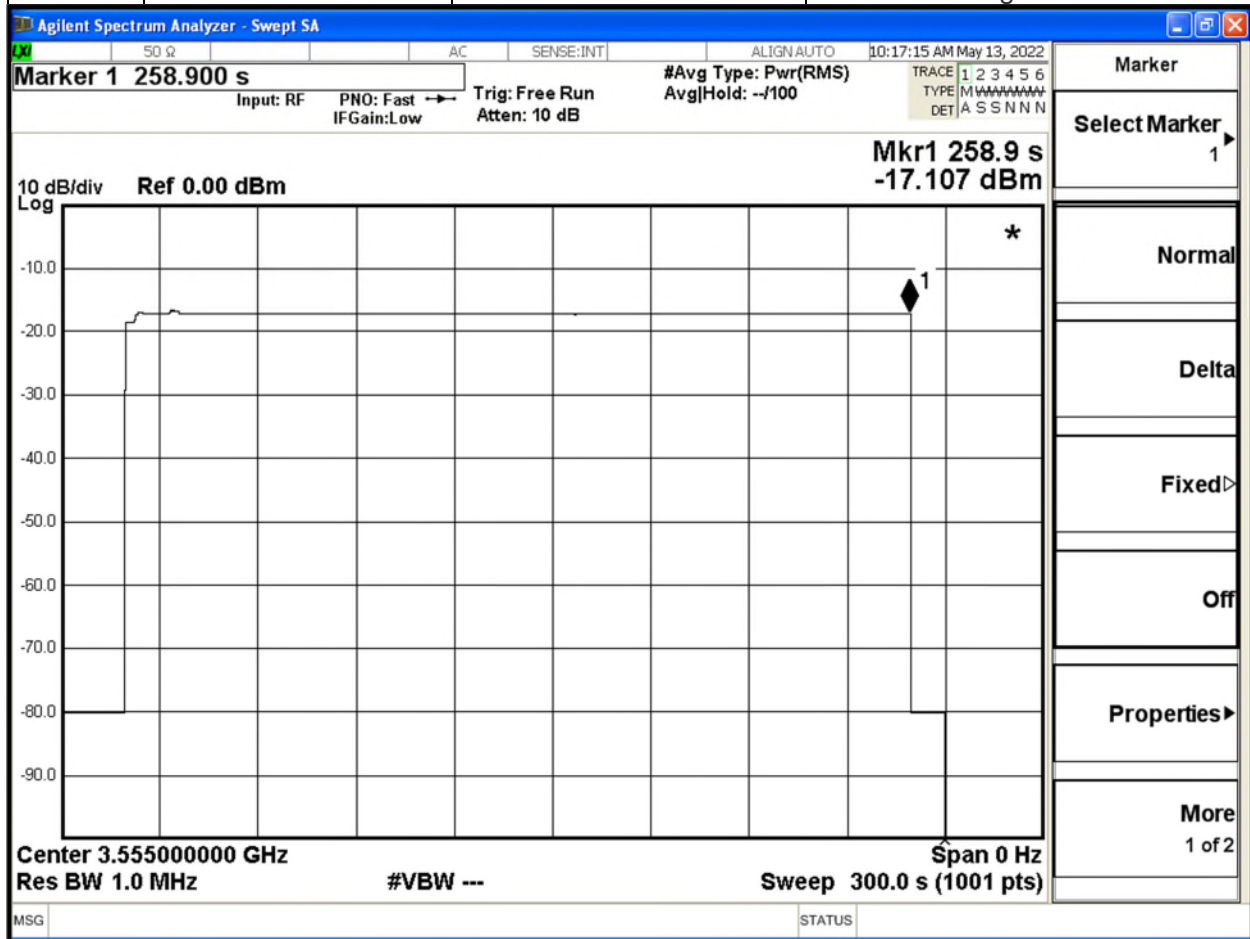 Agilent Spectrum Analyzer - Swept SA
LXI 50 Ω AC SENSE:INT ALIGN AUTO 10:17:15 AM May 13, 2022
Marker 1 258.900 s
Input: RF PNO: Fast Trig: Free Run #Avg Type: Pwr(RMS) TRACE 1 2 3 4 5 6
IFGain:Low Atten: 10 dB Avg|Hold: --/100 TYPE M WWWWW
DET A S S N N N
Mkr1 258.9 s
10 dB/div Ref 0.00 dBm -17.107 dBm
Log
*
-10.0
1
-20.0
-30.0
-40.0
-50.0
-60.0
-70.0
-80.0
-90.0
Center 3.555000000 GHz Span 0 Hz
Res BW 1.0 MHz #VBW --- Sweep 300.0 s (1001 pts)
MSG STATUS
Marker
Select Marker
1
Normal
Delta
Fixed
Off
Properties
More
1 of 2